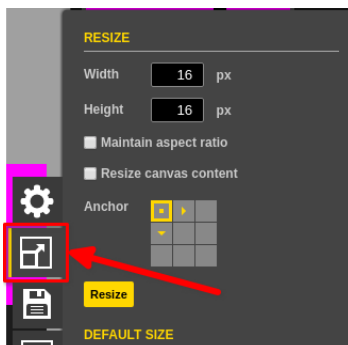 RESIZE
Width 16 px
Height 16 px
Maintain aspect ratio
Resize canvas content
Anchor
Resize
DEFAULT SIZE